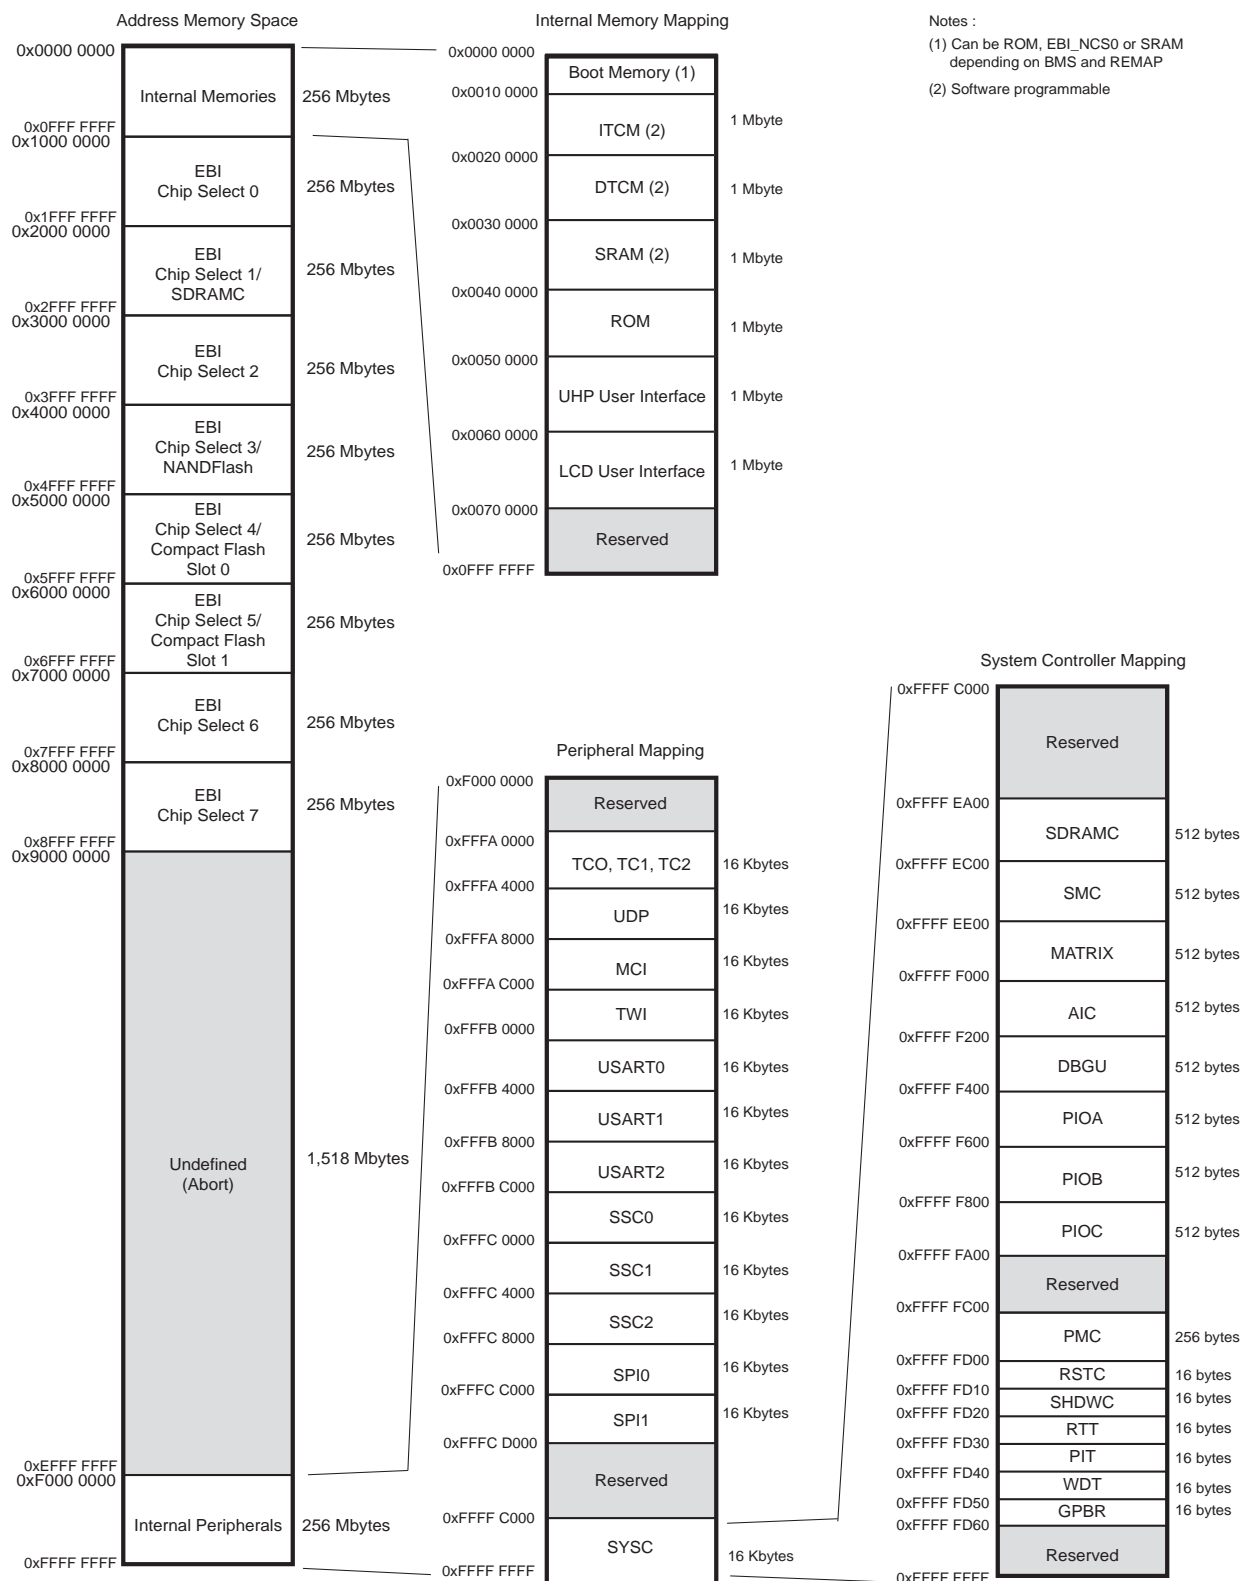 Address Memory Space
0x0000 0000
Internal Memories
256 Mbytes
0x0FFF FFFF
0x1000 0000
EBI
Chip Select 0
256 Mbytes
0x1FFF FFFF
0x2000 0000
EBI
Chip Select 1/
SDRAMC
256 Mbytes
0x2FFF FFFF
0x3000 0000
EBI
Chip Select 2
256 Mbytes
0x3FFF FFFF
0x4000 0000
EBI
Chip Select 3/
NANDFlash
256 Mbytes
0x4FFF FFFF
0x5000 0000
EBI
Chip Select 4/
Compact Flash
Slot 0
256 Mbytes
0x5FFF FFFF
0x6000 0000
EBI
Chip Select 5/
Compact Flash
Slot 1
256 Mbytes
0x6FFF FFFF
0x7000 0000
EBI
Chip Select 6
256 Mbytes
0x7FFF FFFF
0x8000 0000
EBI
Chip Select 7
256 Mbytes
0x8FFF FFFF
0x9000 0000
Undefined
(Abort)
1,518 Mbytes
0xEFFF FFFF
0xF000 0000
Internal Peripherals
256 Mbytes
0xFFFF FFFF
Internal Memory Mapping
0x0000 0000
Boot Memory (1)
0x0010 0000
ITCM (2)
1 Mbyte
0x0020 0000
DTCM (2)
1 Mbyte
0x0030 0000
SRAM (2)
1 Mbyte
0x0040 0000
ROM
1 Mbyte
0x0050 0000
UHP User Interface
1 Mbyte
0x0060 0000
LCD User Interface
1 Mbyte
0x0070 0000
Reserved
0x0FFF FFFF
Notes :
(1) Can be ROM, EBI_NCS0 or SRAM
depending on BMS and REMAP
(2) Software programmable
Peripheral Mapping
0xF000 0000
Reserved
0xFFFA 0000
TCO, TC1, TC2
16 Kbytes
0xFFFA 4000
UDP
16 Kbytes
0xFFFA 8000
MCI
16 Kbytes
0xFFFA C000
TWI
16 Kbytes
0xFFFB 0000
USART0
16 Kbytes
0xFFFB 4000
USART1
16 Kbytes
0xFFFB 8000
USART2
16 Kbytes
0xFFFB C000
SSC0
16 Kbytes
0xFFFC 0000
SSC1
16 Kbytes
0xFFFC 4000
SSC2
16 Kbytes
0xFFFC 8000
SPI0
16 Kbytes
0xFFFC C000
SPI1
16 Kbytes
0xFFFC D000
Reserved
0xFFFF C000
SYSC
16 Kbytes
0xFFFF FFFF
System Controller Mapping
0xFFFF C000
Reserved
0xFFFF EA00
SDRAMC
512 bytes
0xFFFF EC00
SMC
512 bytes
0xFFFF EE00
MATRIX
512 bytes
0xFFFF F000
AIC
512 bytes
0xFFFF F200
DBGU
512 bytes
0xFFFF F400
PIOA
512 bytes
0xFFFF F600
PIOB
512 bytes
0xFFFF F800
PIOC
512 bytes
0xFFFF FA00
Reserved
0xFFFF FC00
PMC
256 bytes
0xFFFF FD00
RSTC
16 bytes
0xFFFF FD10
SHDWC
16 bytes
0xFFFF FD20
RTT
16 bytes
0xFFFF FD30
PIT
16 bytes
0xFFFF FD40
WDT
16 bytes
0xFFFF FD50
GPBR
16 bytes
0xFFFF FD60
Reserved
0xFFFF FFFF